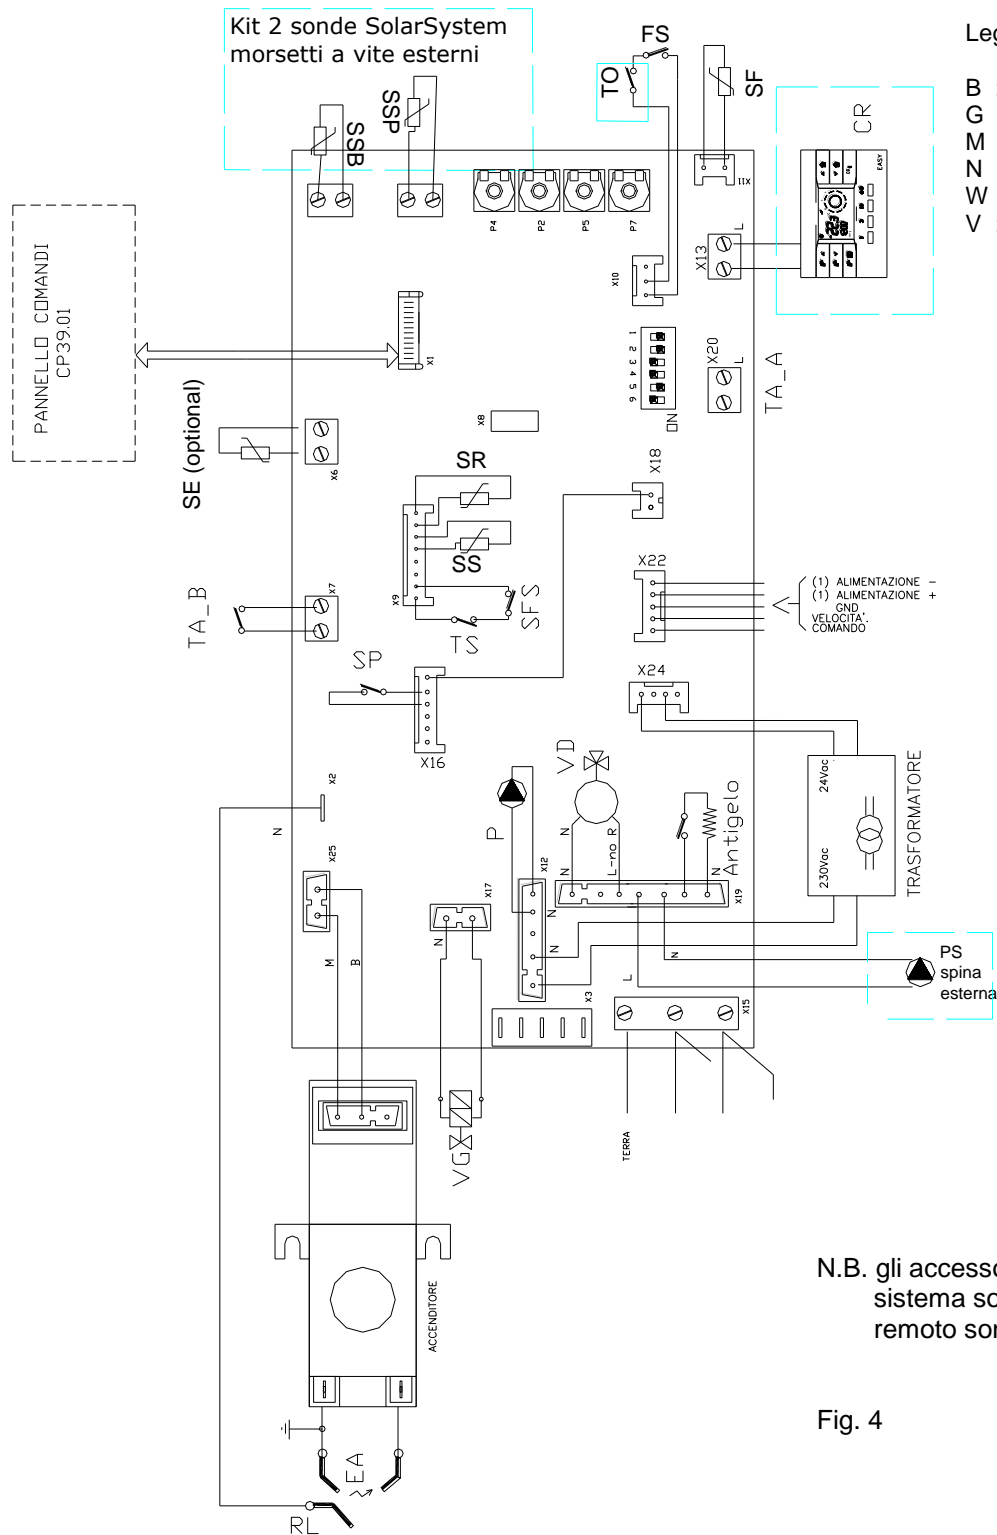 Kit 2 sonde SolarSystem
morsetti a vite esterni
FS
TO
SF
Leg
B
G
M
N
W
V
CR
EASY
SSB
SSP
P4
P2
P5
P7
X11
X13
L
X10
PANNELLO COMANDI
CP39.01
X1
1
2
3
4
5
6
ON
X20
L
TA_A
SE (optional)
X6
X8
SR
X18
SS
X9
TS
SFS
X22
(1) ALIMENTAZIONE -
(1) ALIMENTAZIONE +
GND
VELOCITA'.
COMANDO
TA_B
X7
SP
X16
X24
X2
N
VD
P
N
L-no R
N
Antigelo
N
24Vac
230Vac
TRASFORMATORE
X25
X17
X12
X19
M
B
N
N
N
L
N
PS
spina
esterna
X3
X15
TERRA
VG
ACCENDITORE
EA
RL
N.B. gli accesso
sistema so
remoto sor
Fig. 4